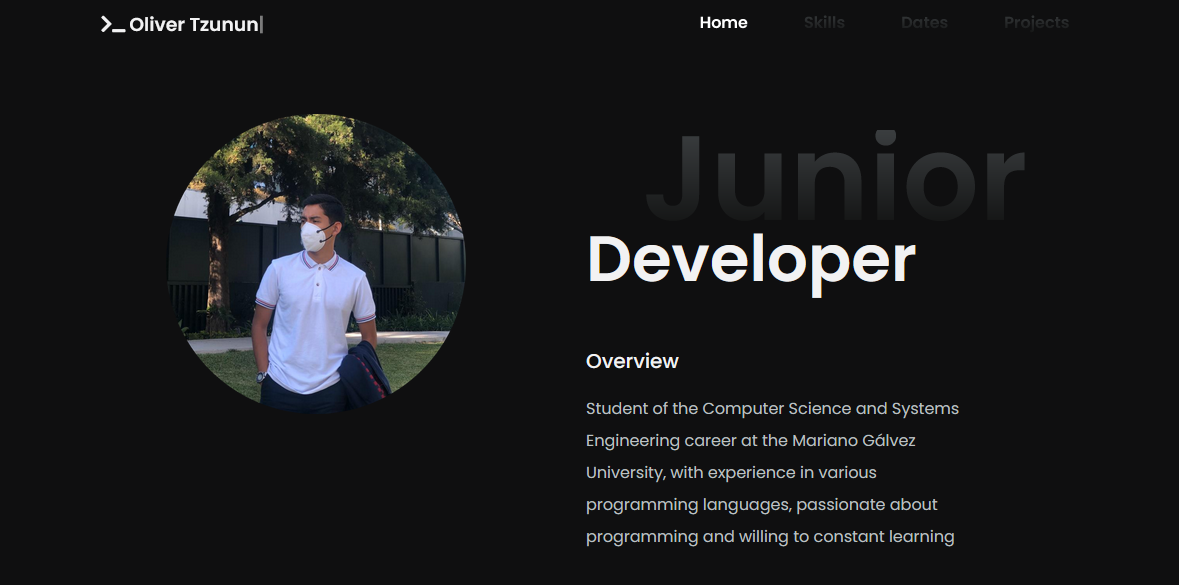 >_ Oliver Tzunun|
Home Skills Dates Projects
Junior
Developer
Overview
Student of the Computer Science and Systems
Engineering career at the Mariano Gálvez
University, with experience in various
programming languages, passionate about
programming and willing to constant learning